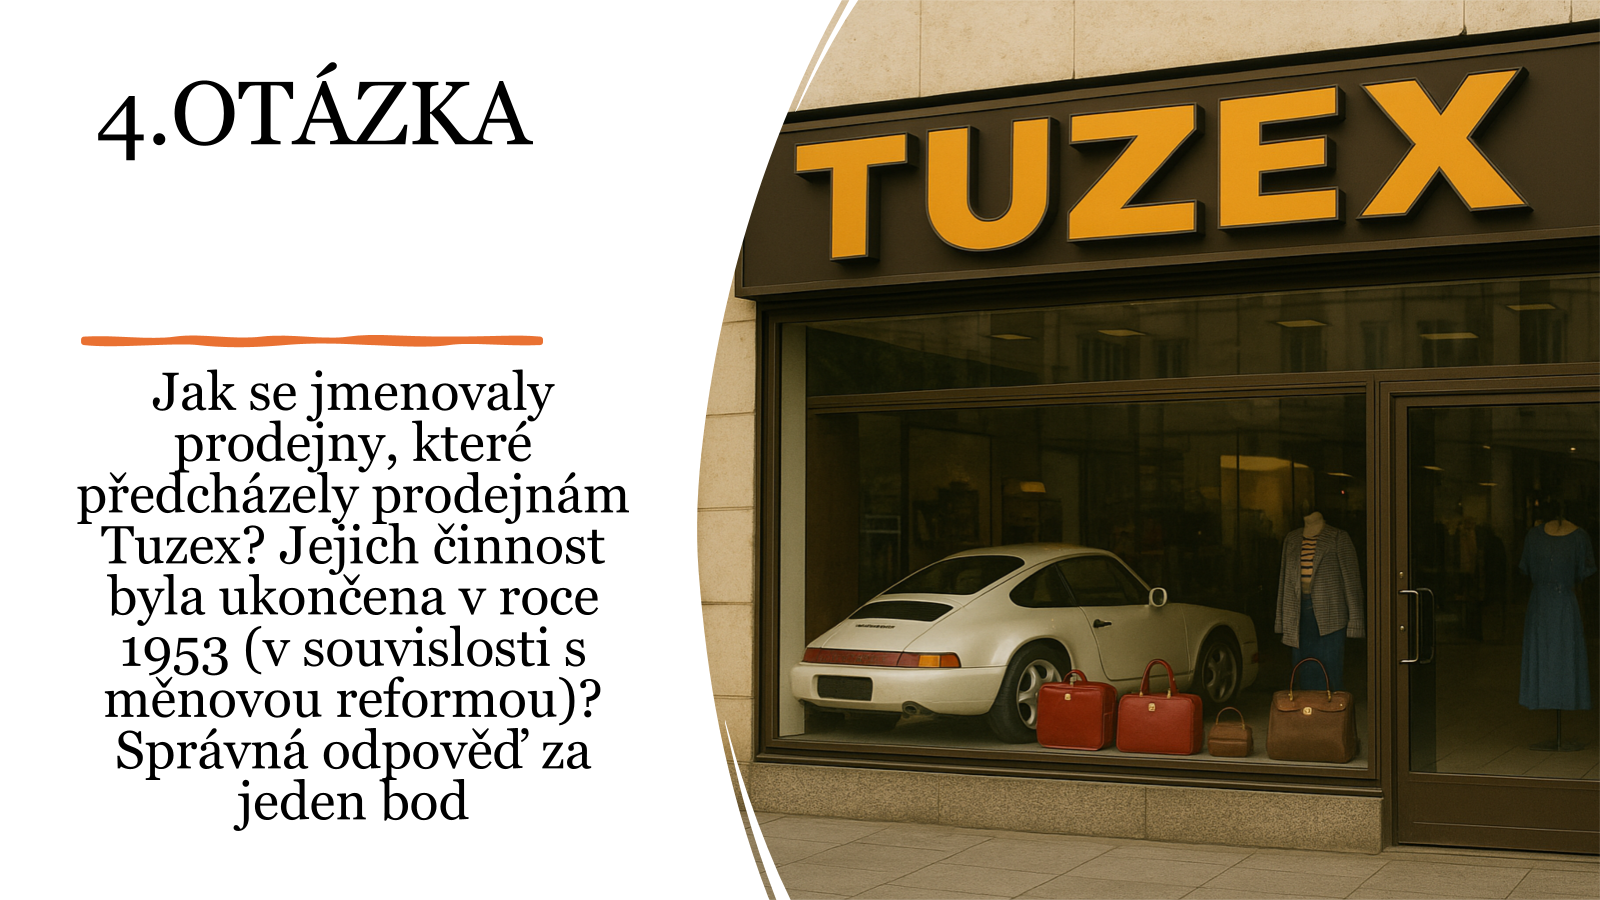 4.OTÁZKA
TUZEX
Jak se jmenovaly
prodejny, které
předcházely prodejnám
Tuzex? Jejich činnost
byla ukončena v roce
1953 (v souvislosti s
měnovou reformou)?
Správná odpověď za
jeden bod